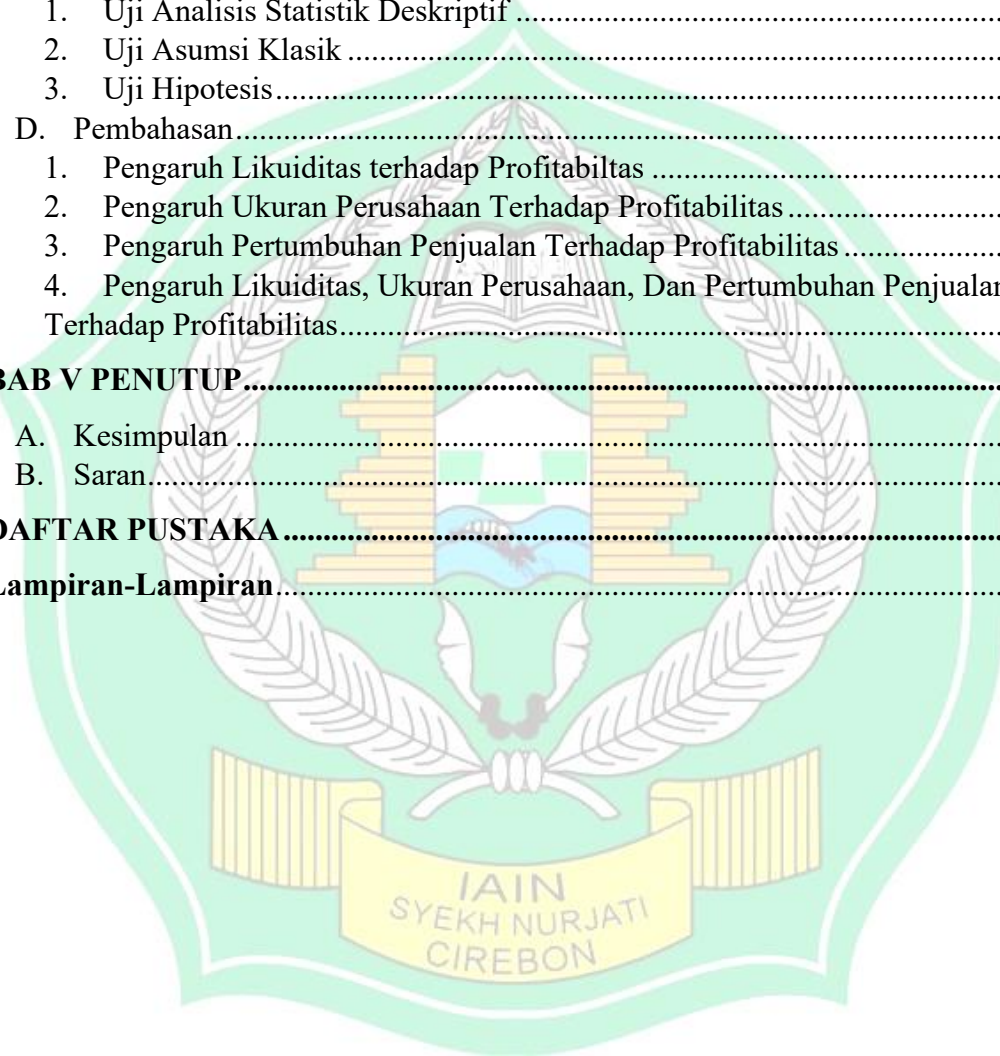 1. Uji Analisis Statistik Deskriptif ............................................................
2. Uji Asumsi Klasik ..................................................................................
3. Uji Hipotesis...........................................................................................
D. Pembahasan................................................................................................
1. Pengaruh Likuiditas terhadap Profitabiltas ............................................
2. Pengaruh Ukuran Perusahaan Terhadap Profitabilitas...........................
3. Pengaruh Pertumbuhan Penjualan Terhadap Profitabilitas....................
4. Pengaruh Likuiditas, Ukuran Perusahaan, Dan Pertumbuhan Penjualan
Terhadap Profitabilitas...................................................................................
BAB V PENUTUP............................................................................................
A. Kesimpulan ................................................................................................
B. Saran...........................................................................................................
DAFTAR PUSTAKA.......................................................................................
Lampiran-Lampiran........................................................................................
IAIN
SYEKH NURJATI
CIREBON